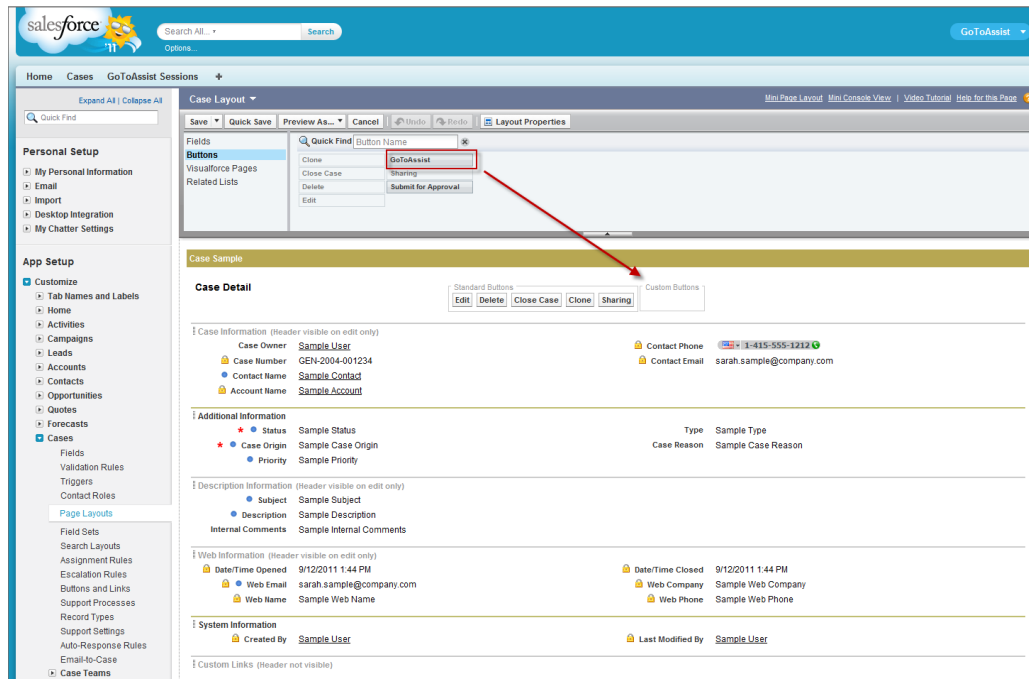 salesforce
Search All...
Search
Options...
GoToAssist
Home Cases GoToAssist Sessions +
Expand All | Collapse All
Quick Find
Personal Setup
My Personal Information
Email
Import
Desktop Integration
My Chatter Settings
App Setup
Customize
Tab Names and Labels
Home
Activities
Campaigns
Leads
Accounts
Contacts
Opportunities
Quotes
Forecasts
Cases
Fields
Validation Rules
Triggers
Contact Roles
Page Layouts
Field Sets
Search Layouts
Assignment Rules
Escalation Rules
Buttons and Links
Support Processes
Record Types
Support Settings
Auto-Response Rules
Email-to-Case
Case Teams
Case Layout
Mini Page Layout Mini Console View | Video Tutorial Help for this Page
Save Quick Save Preview As... Cancel Undo Redo Layout Properties
Fields
Buttons
Visualforce Pages
Related Lists
Quick Find Button Name
Clone GoToAssist
Close Case Sharing
Delete Submit for Approval
Edit
Case Sample
Case Detail
Standard Buttons
Edit Delete Close Case Clone Sharing
Custom Buttons
Case Information (Header visible on edit only)
Case Owner Sample User
Contact Phone 1-415-555-1212
Case Number GEN-2004-001234
Contact Email sarah.sample@company.com
Contact Name Sample Contact
Account Name Sample Account
Additional Information
* Status Sample Status
Type Sample Type
* Case Origin Sample Case Origin
Case Reason Sample Case Reason
Priority Sample Priority
Description Information (Header visible on edit only)
Subject Sample Subject
Description Sample Description
Internal Comments Sample Internal Comments
Web Information (Header visible on edit only)
Date/Time Opened 9/12/2011 1:44 PM
Date/Time Closed 9/12/2011 1:44 PM
Web Email sarah.sample@company.com
Web Company Sample Web Company
Web Name Sample Web Name
Web Phone Sample Web Phone
System Information
Created By Sample User
Last Modified By Sample User
Custom Links (Header not visible)